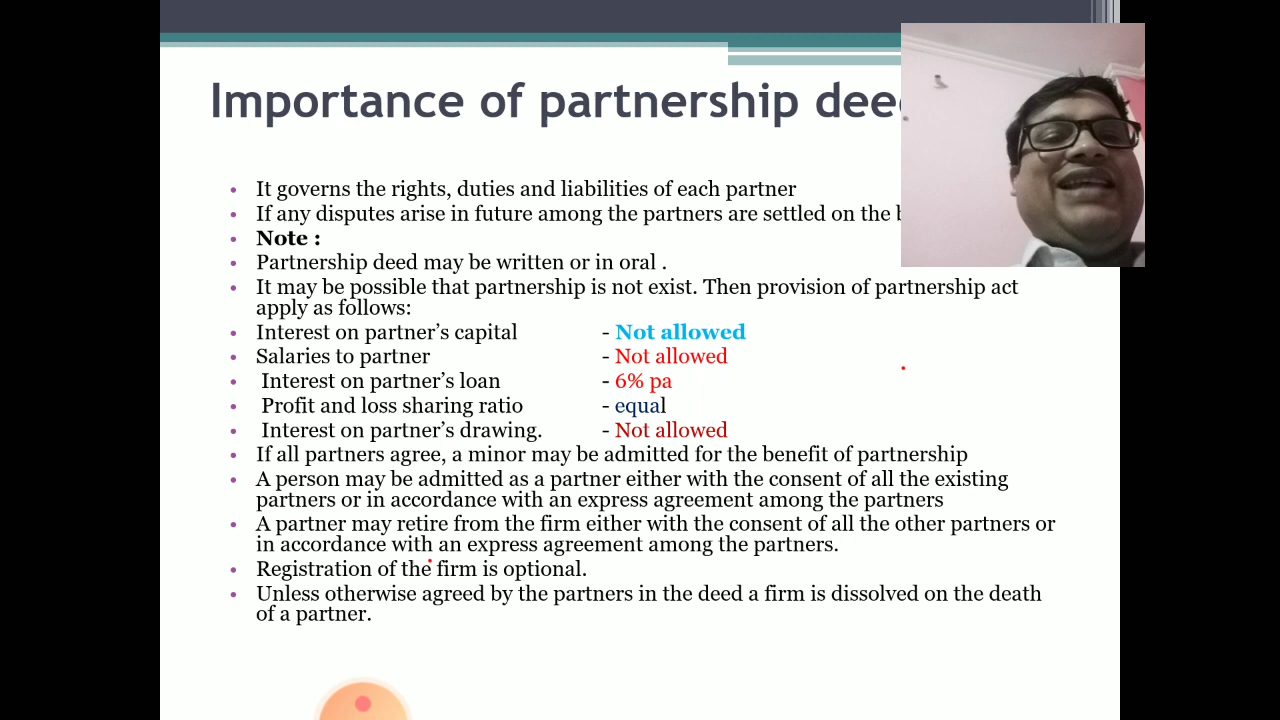 Importance of partnership
It governs the rights, duties and liabilities of each partner
If any disputes arise in future among the partners are settled on the
Note :
Partnership deed may be written or in oral .
It may be possible that partnership is not exist. Then provision of partnership act
apply as follows:
Interest on partner's capital - Not allowed
Salaries to partner - Not allowed
Interest on partner's loan - 6% pa
Profit and loss sharing ratio - equal
Interest on partner's drawing. - Not allowed
If all partners agree, a minor may be admitted for the benefit of partnership
A person may be admitted as a partner either with the consent of all the existing
partners or in accordance with an express agreement among the partners
A partner may retire from the firm either with the consent of all the other partners or
in accordance with an express agreement among the partners.
Registration of the firm is optional.
Unless otherwise agreed by the partners in the deed a firm is dissolved on the death
of a partner.